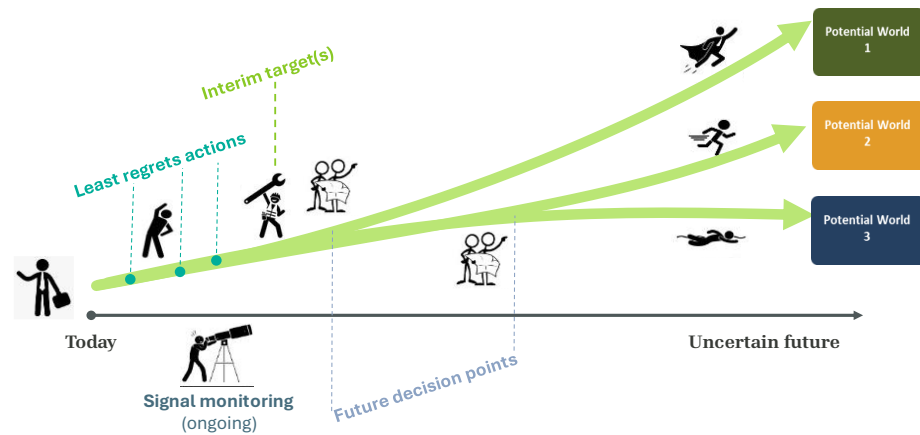 Potential World
1
Interim target(s)
Potential World
2
Least regrets actions
Potential World
3
Today
Uncertain future
Signal monitoring
(ongoing)
Future decision points